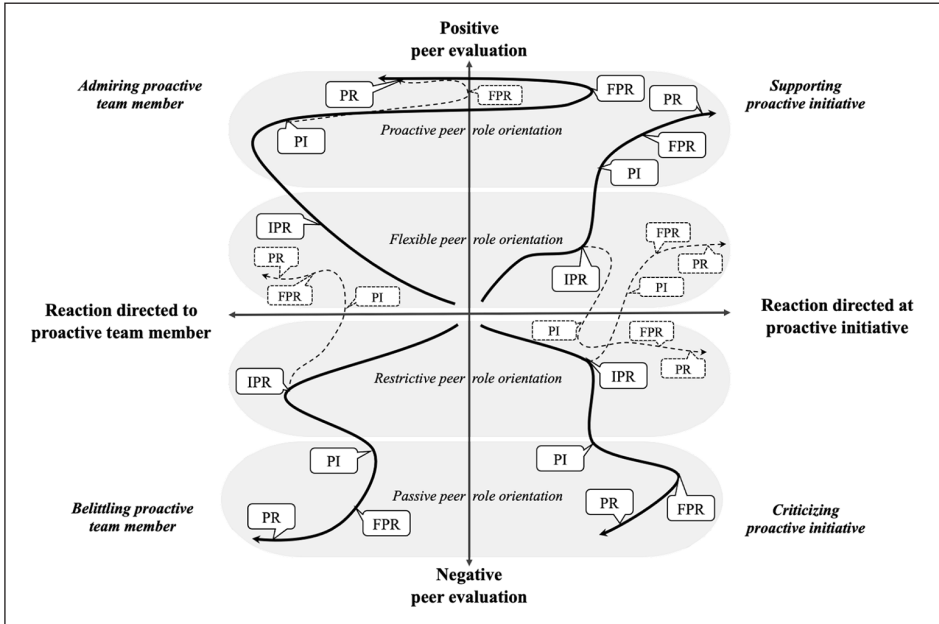 Positive
peer evaluation
Admiring proactive
team member
Supporting
proactive initiative
PR
FPR
FPR
PR
PI
Proactive peer role orientation
FPR
PI
IPR
Flexible peer role orientation
FPR
PR
IPR
PR
FPR
PI
PI
Reaction directed to
proactive team member
Reaction directed at
proactive initiative
PI
FPR
PR
IPR
Restrictive peer role orientation
IPR
PI
PI
Belittling proactive
team member
Passive peer role orientation
Criticizing
proactive initiative
PR
FPR
PR
FPR
Negative
peer evaluation